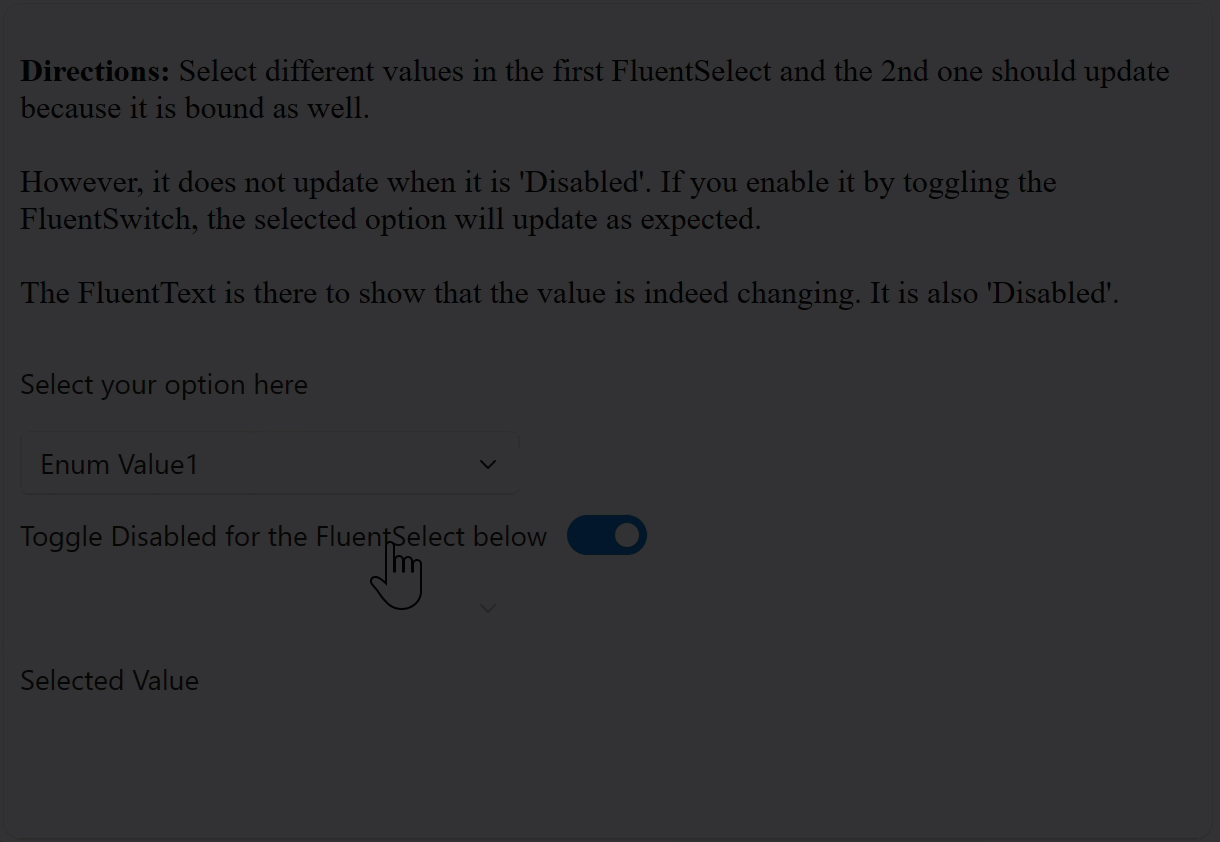 Directions: Select different values in the first FluentSelect and the 2nd one should update
because it is bound as well.
However, it does not update when it is 'Disabled'. If you enable it by toggling the
FluentSwitch, the selected option will update as expected.
The FluentText is there to show that the value is indeed changing. It is also 'Disabled'.
Select your option here
Enum Value1
Toggle Disabled for the FluentSelect below
Selected Value